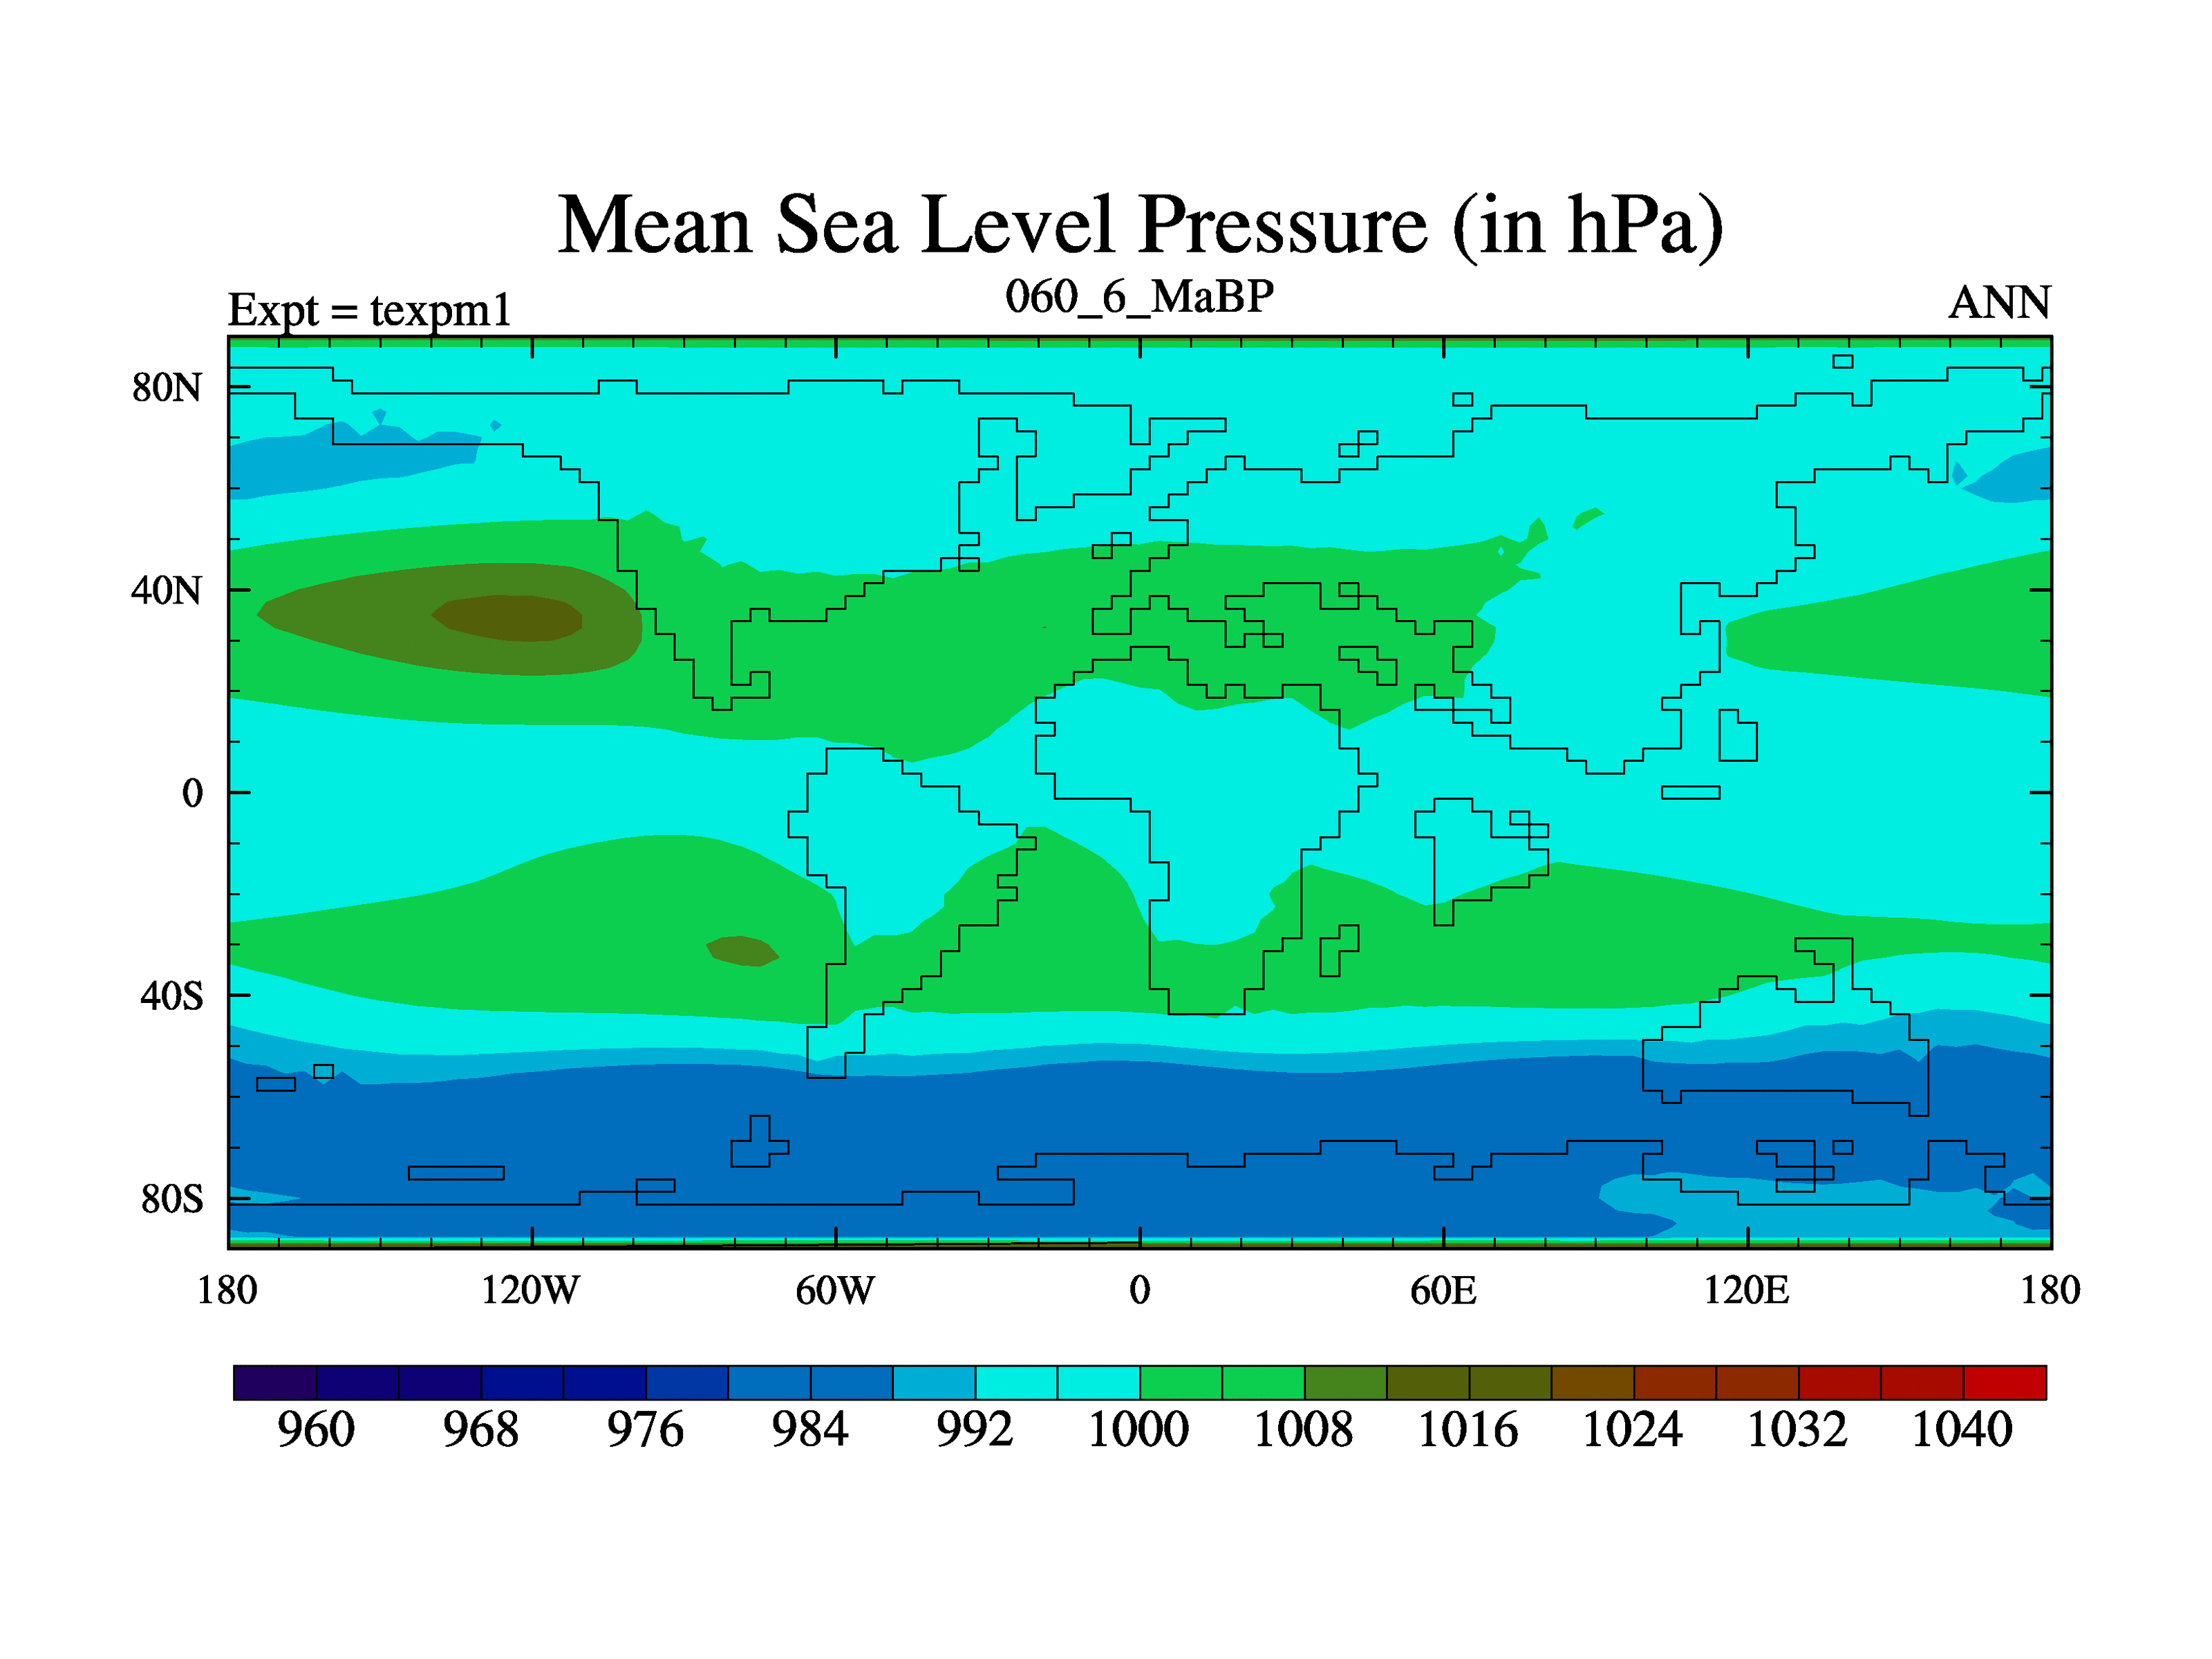 Mean Sea Level Pressure (in hPa)
060_6_MaBP
Expt = texpm1 ANN
80N
40N
0
40S
80S
180 120W 60W 0 60E 120E 180
960 968 976 984 992 1000 1008 1016 1024 1032 1040